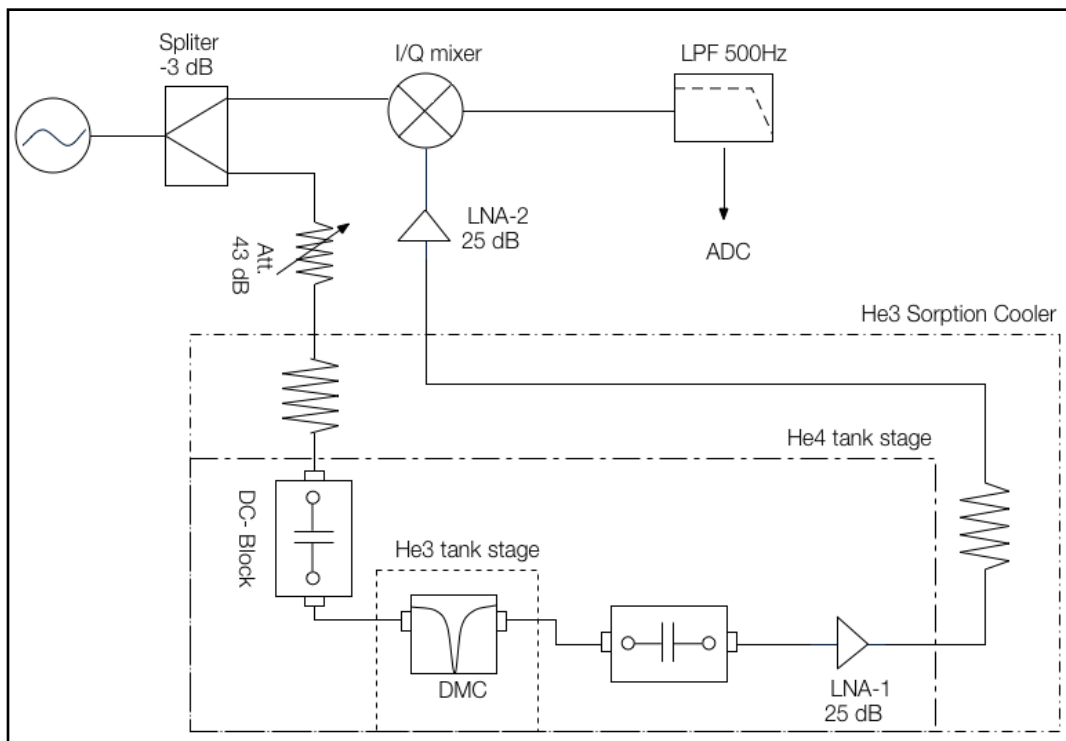 Spliter
-3 dB
I/Q mixer
LPF 500Hz
Att.
43 dB
LNA-2
25 dB
ADC
He3 Sorption Cooler
He4 tank stage
DC- Block
He3 tank stage
DMC
LNA-1
25 dB